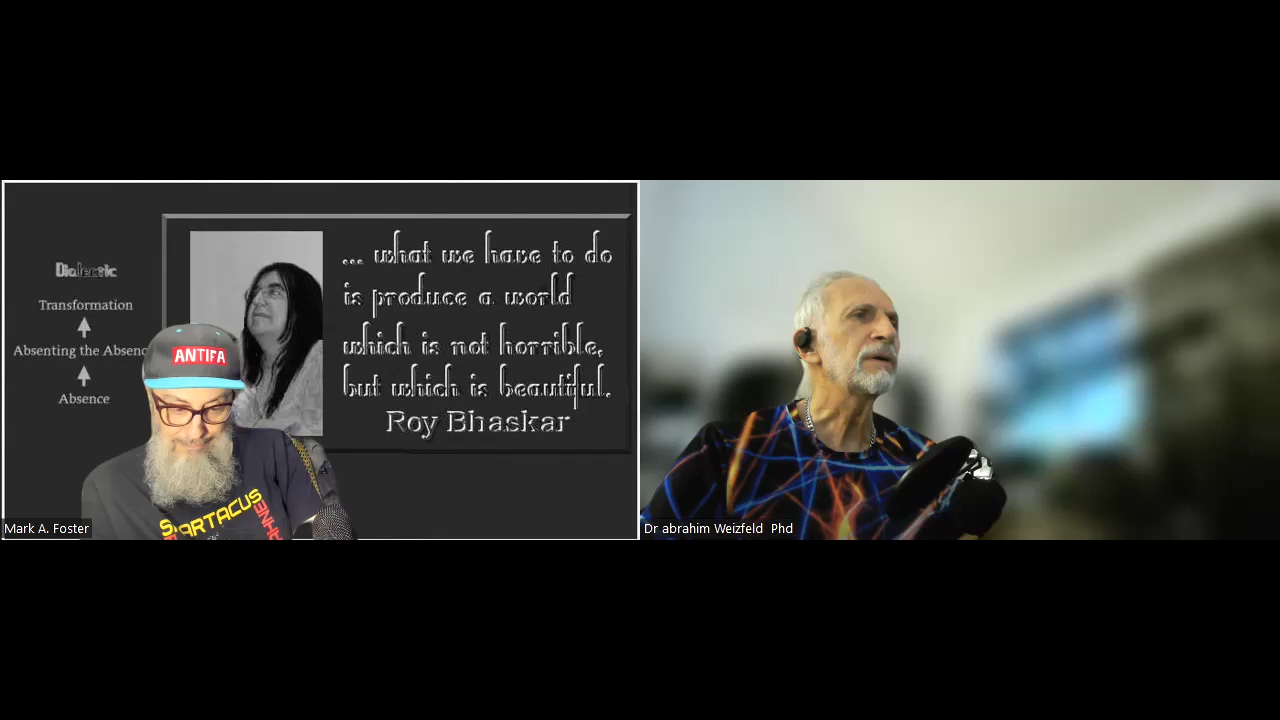 Dialectic
Transformation
Absenting the Absenc
Absence
... what we have to do
is produce a world
which is not horrible,
but which is beautiful.
Roy Bhaskar
ANTIFA
SPARTACUS
Mark A. Foster
Dr abrahim Weizfeld Phd